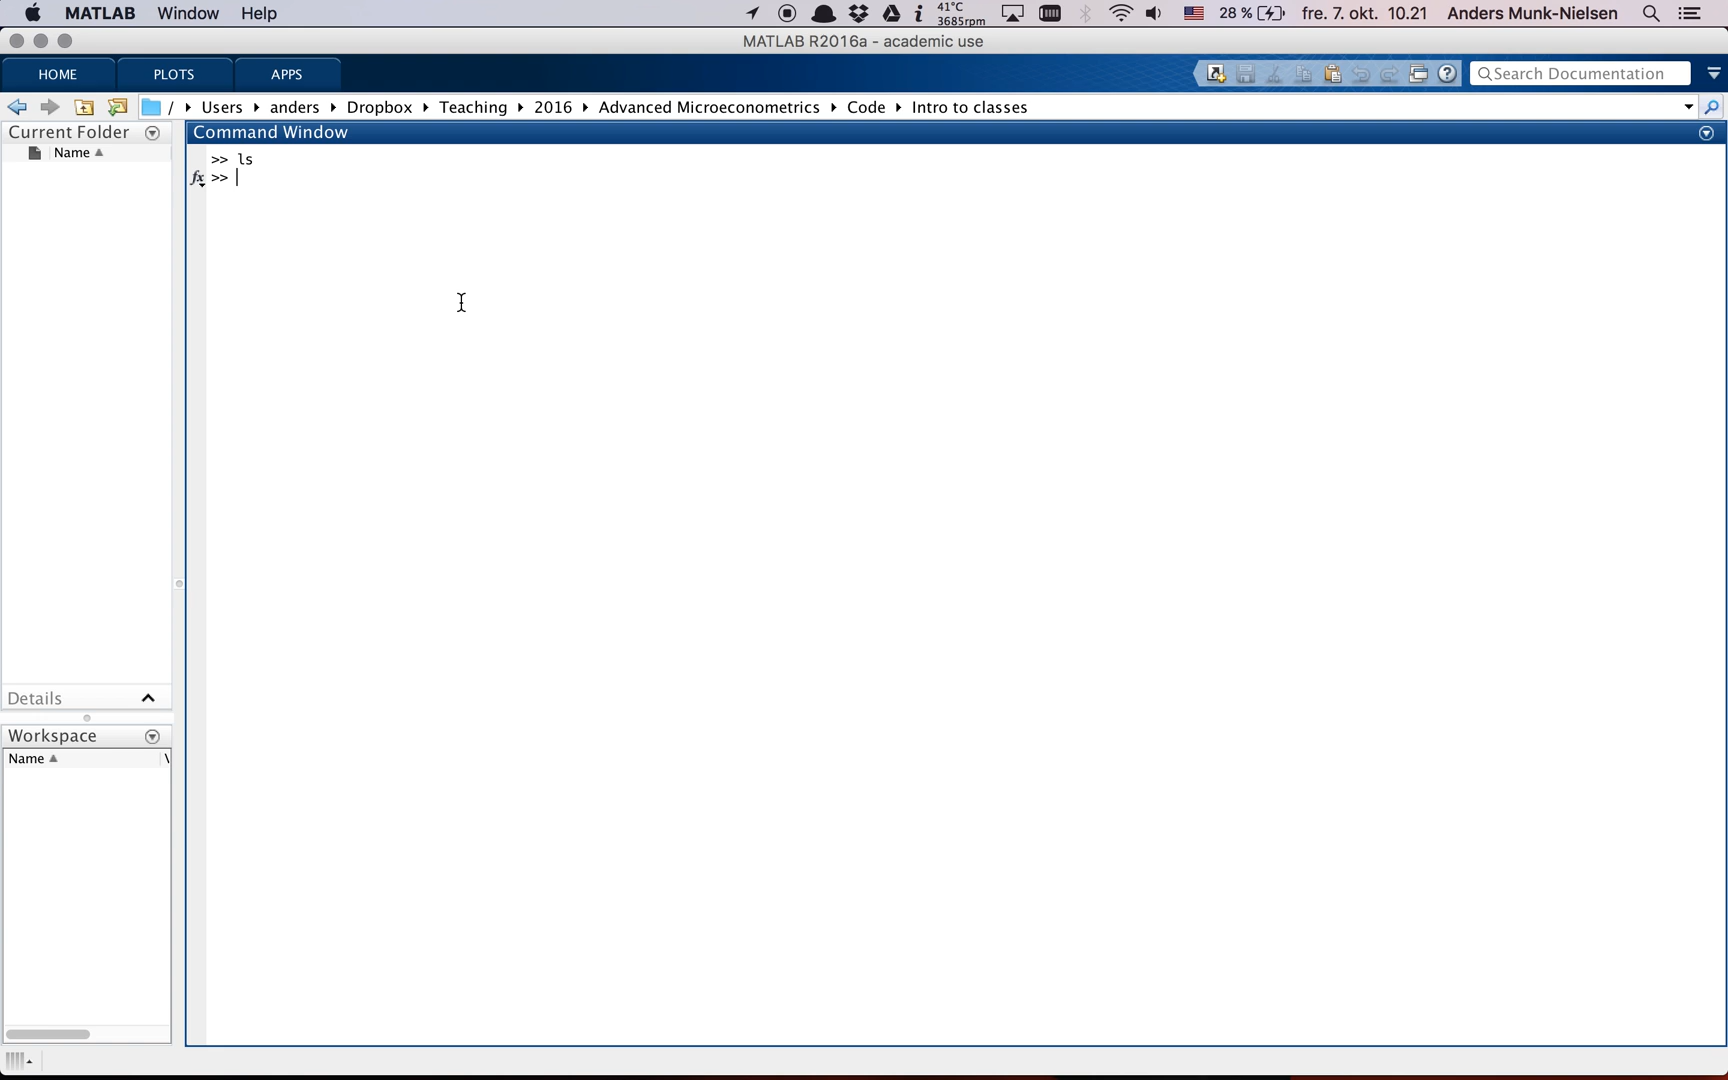 MATLAB Window Help 41°C 3685rpm 28 % fre. 7. okt. 10.21 Anders Munk-Nielsen
MATLAB R2016a - academic use
HOME PLOTS APPS Search Documentation
/ Users anders Dropbox Teaching 2016 Advanced Microeconometrics Code Intro to classes
Current Folder
Command Window
Name
>> ls
fx >>
Details
Workspace
Name